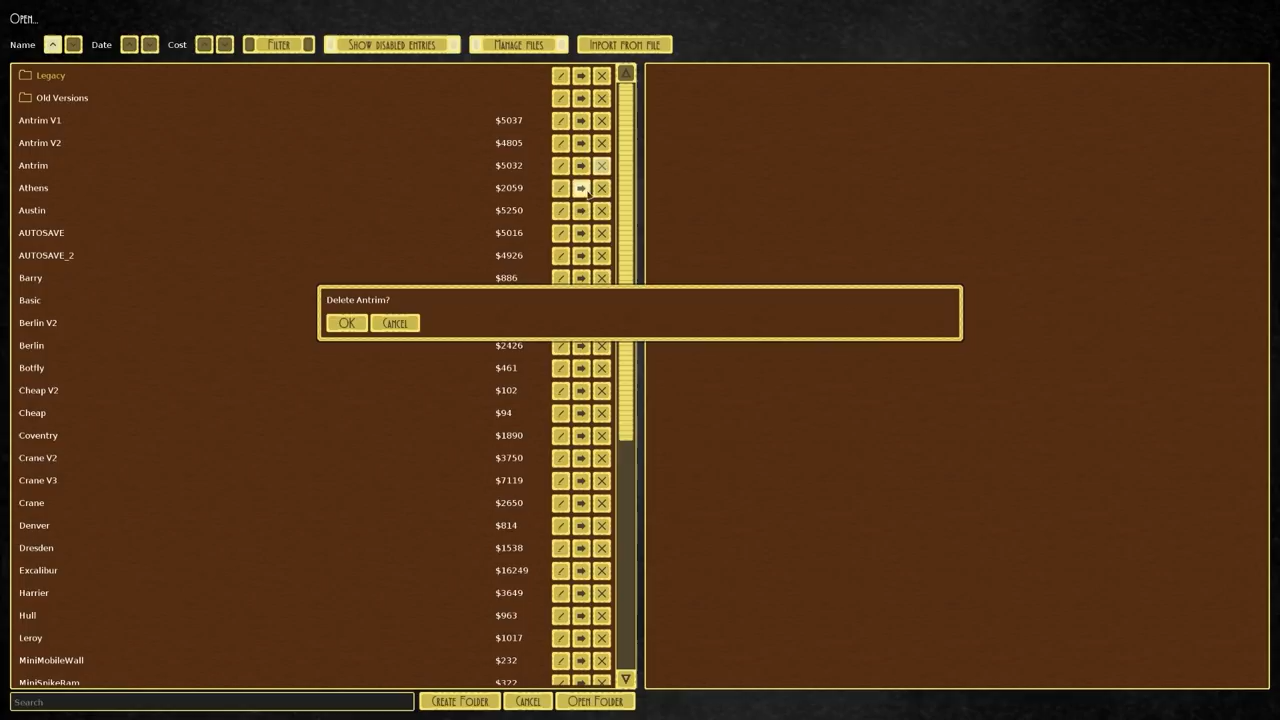 Open...
Name Date Cost Filter Show disabled entries Manage files Import from file
Legacy
Old Versions
Antrim V1 $5037
Antrim V2 $4805
Antrim $5032
Athens $2059
Austin $5250
AUTOSAVE $5016
AUTOSAVE_2 $4926
Barry $886
Basic
Berlin V2
Delete Antrim?
OK Cancel
Berlin $2426
Botfly $461
Cheap V2 $102
Cheap $94
Coventry $1890
Crane V2 $3750
Crane V3 $7119
Crane $2650
Denver $814
Dresden $1538
Excalibur $16249
Harrier $3649
Hull $963
Leroy $1017
MiniMobileWall $232
MiniSpikeRam $322
Search Create Folder Cancel Open Folder